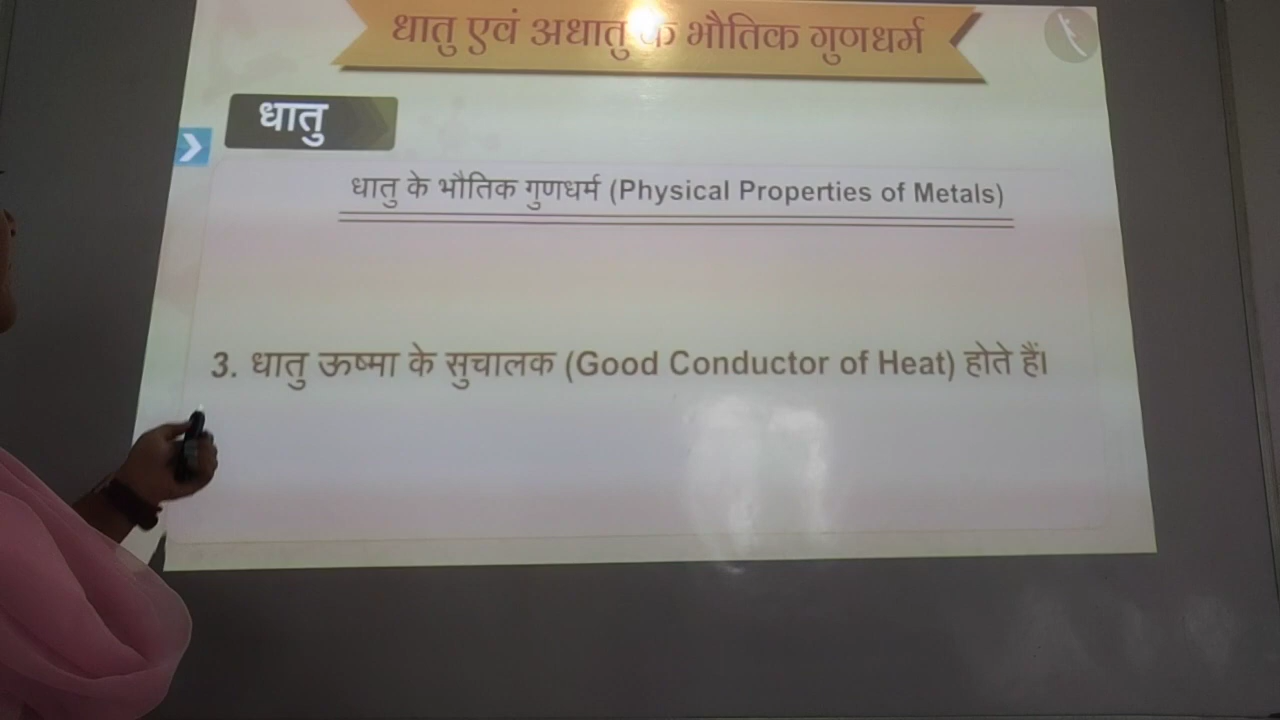 धातु एवं अधातु के भौतिक गुणधर्म
धातु
धातु के भौतिक गुणधर्म (Physical Properties of Metals)
3. धातु ऊष्मा के सुचालक (Good Conductor of Heat) होते हैं।